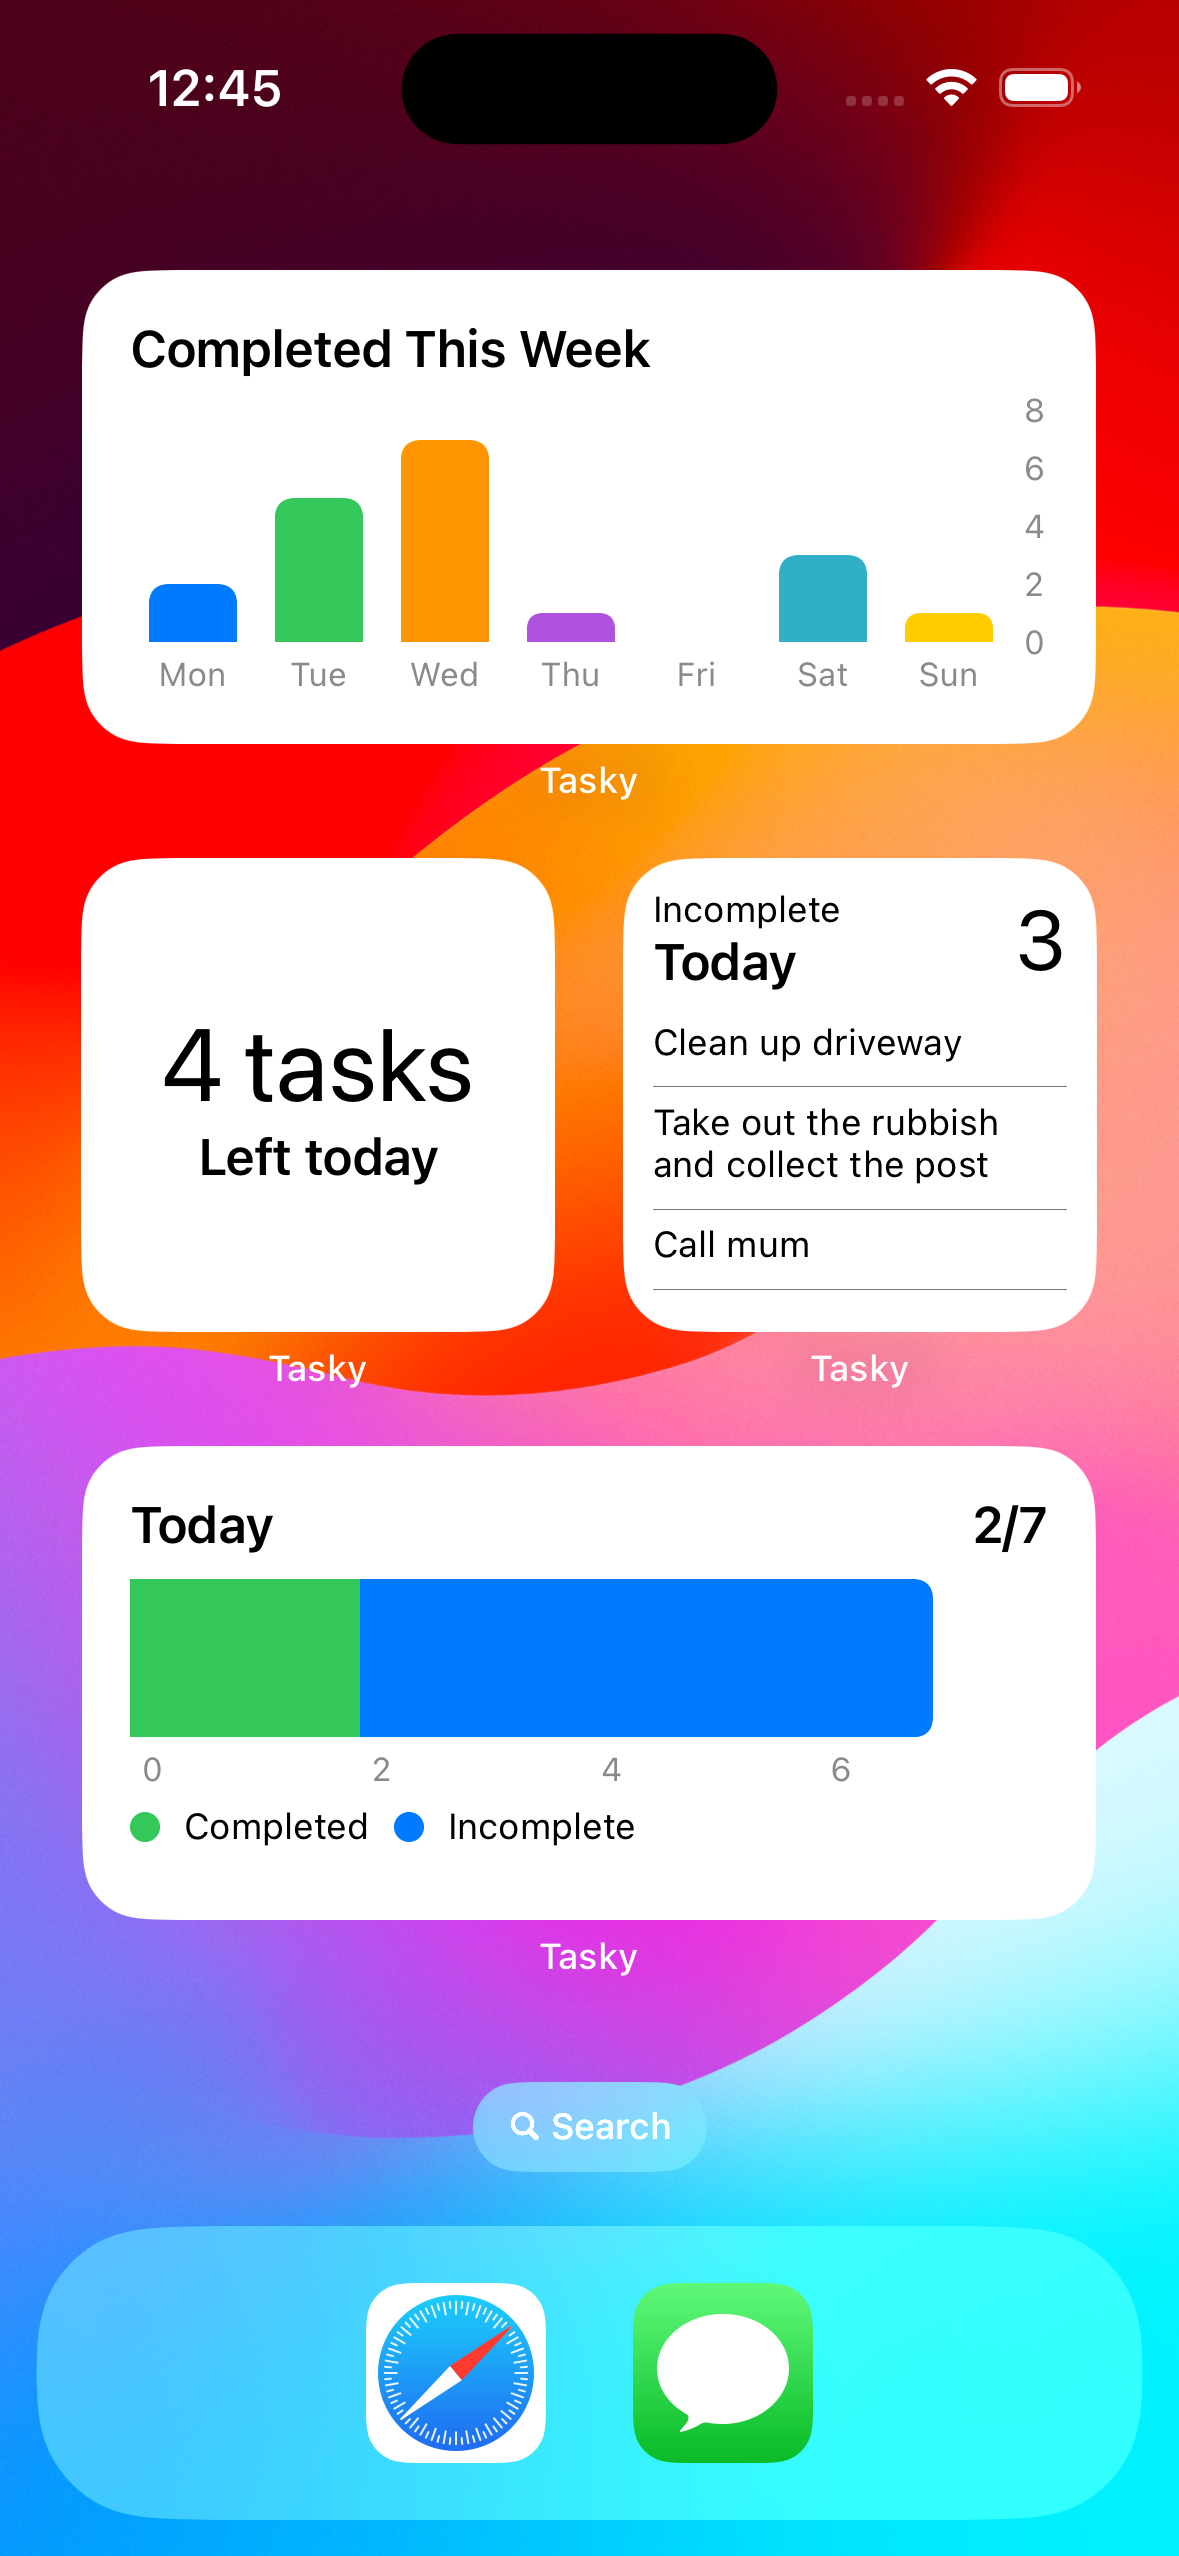 12:45
Completed This Week
8
6
4
2
0
Mon Tue Wed Thu Fri Sat Sun
Tasky
4 tasks
Left today
Tasky
Incomplete
Today
3
Clean up driveway
Take out the rubbish
and collect the post
Call mum
Tasky
Today 2/7
0 2 4 6
Completed Incomplete
Tasky
Search